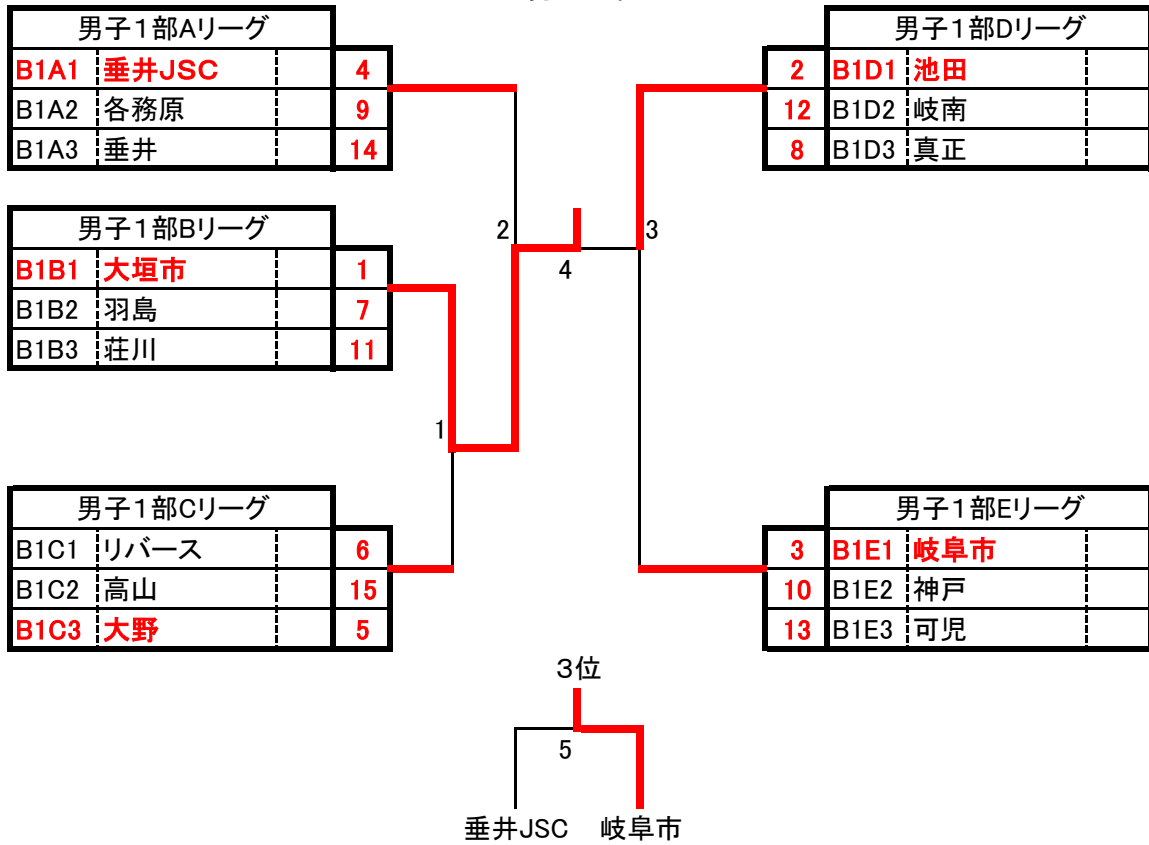 男子１部Aリーグ
B1A1 垂井JSC 4
B1A2 各務原 9
B1A3 垂井 14
男子１部Dリーグ
2 B1D1 池田
12 B1D2 岐南
8 B1D3 真正
男子１部Bリーグ
B1B1 大垣市 1
B1B2 羽島 7
B1B3 荘川 11
2
3
4
1
男子１部Cリーグ
B1C1 リバース 6
B1C2 高山 15
B1C3 大野 5
男子１部Eリーグ
3 B1E1 岐阜市
10 B1E2 神戸
13 B1E3 可児
３位
5
垂井JSC 岐阜市